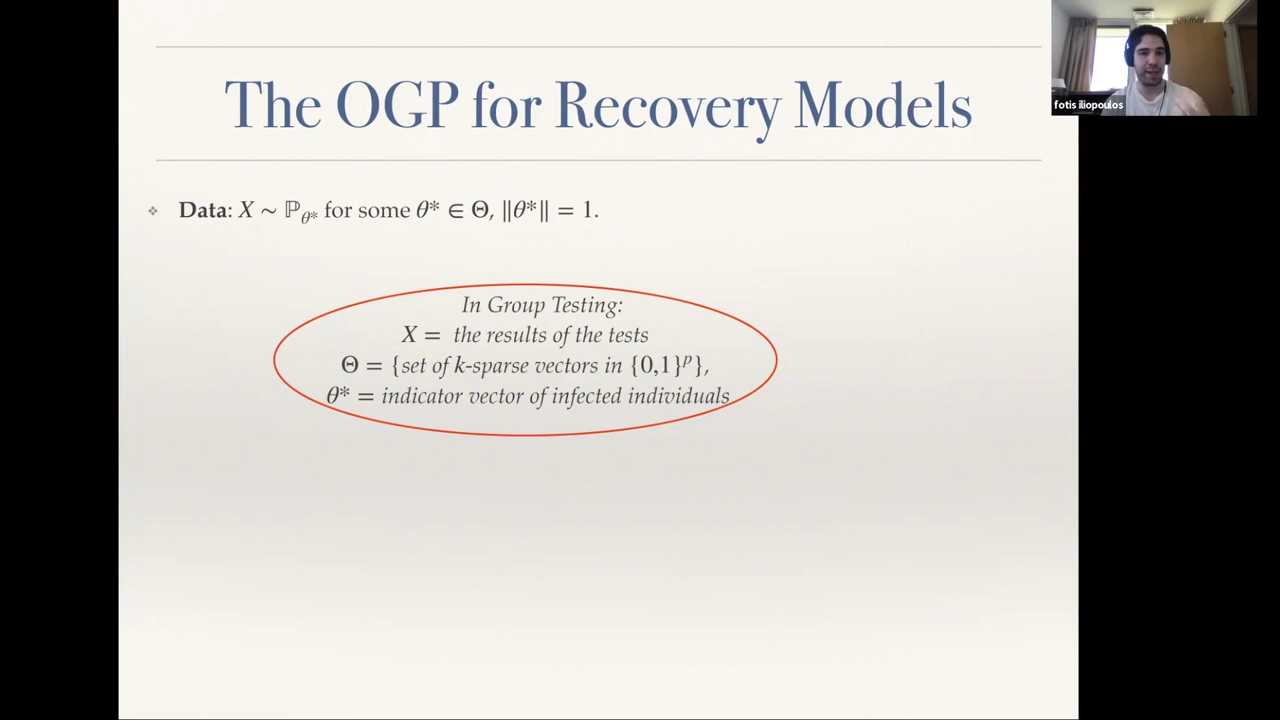 The OGP for Recovery Models
fotis iliopoulos
❖ Data: X ∼ ℙ_θ* for some θ* ∈ Θ, ‖θ*‖ = 1.
In Group Testing:
X = the results of the tests
Θ = {set of k-sparse vectors in {0,1}^p},
θ* = indicator vector of infected individuals